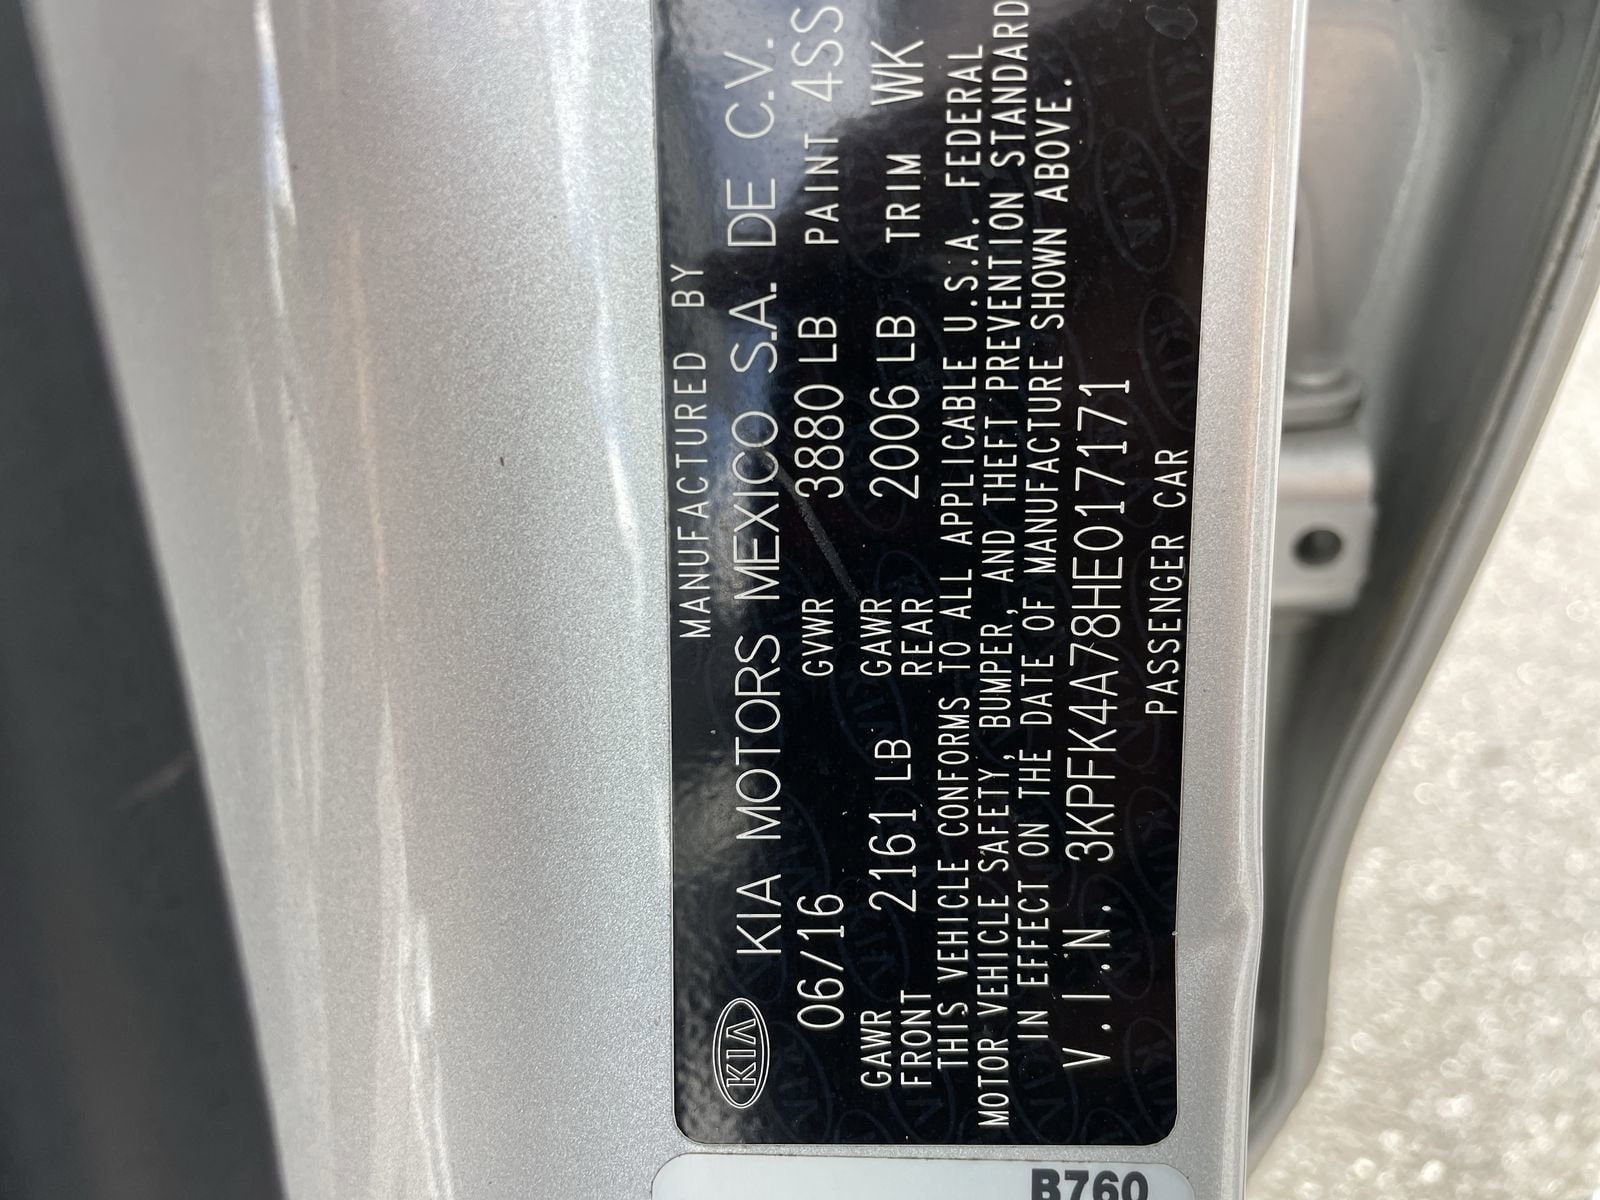 MANUFACTURED BY
KIA KIA MOTORS MEXICO S.A. DE C.V.
06/16 GVWR 3880 LB PAINT 4SS
GAWR FRONT 2161 LB GAWR REAR 2006 LB TRIM WK
THIS VEHICLE CONFORMS TO ALL APPLICABLE U.S.A. FEDERAL
MOTOR VEHICLE SAFETY, BUMPER, AND THEFT PREVENTION STANDARD
IN EFFECT ON THE DATE OF MANUFACTURE SHOWN ABOVE.
V.I.N. 3KPFK4A78HE017171
PASSENGER CAR
B760